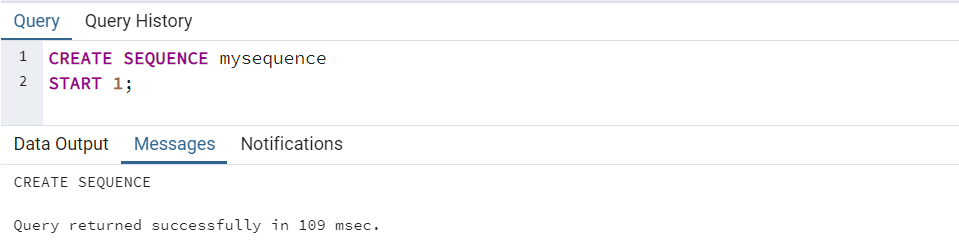 Query Query History
1 CREATE SEQUENCE mysequence
2 START 1;
Data Output Messages Notifications
CREATE SEQUENCE
Query returned successfully in 109 msec.